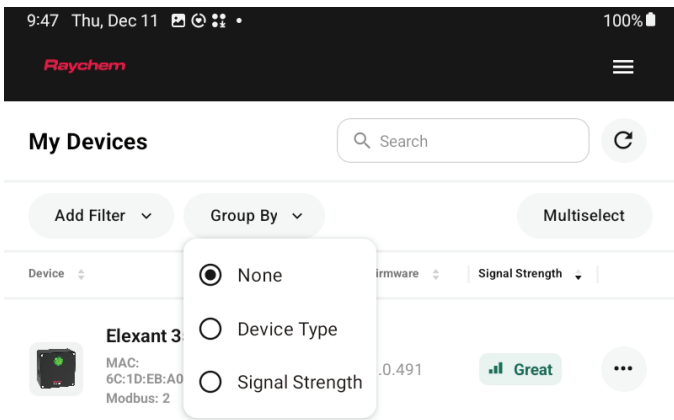 9:47 Thu, Dec 11 100%
Raychem
My Devices
Search
Add Filter Group By Multiselect
Device irmware Signal Strength
None
Device Type
Signal Strength
Elexant 3
MAC:
6C:1D:EB:A0
Modbus: 2
.0.491
Great